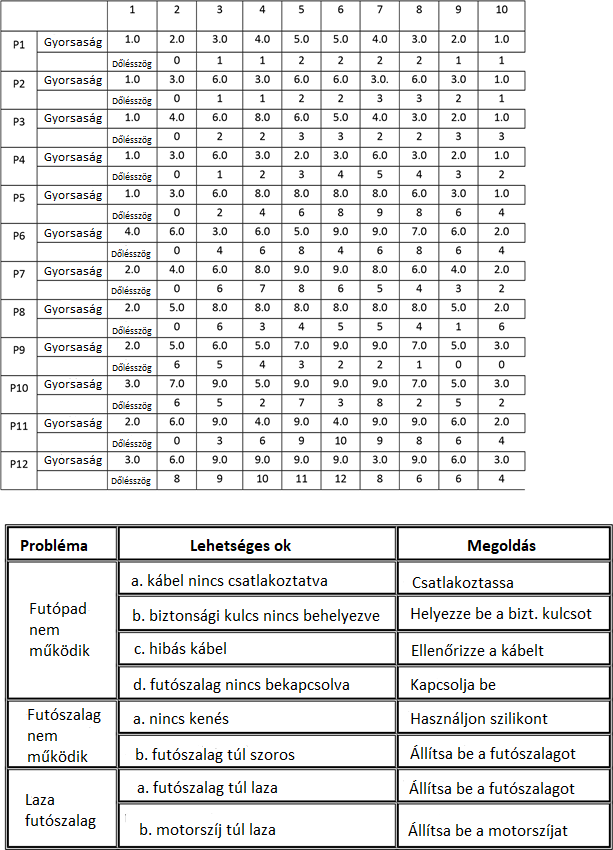 1 2 3 4 5 6 7 8 9 10
P1 Gyorsaság 1.0 2.0 3.0 4.0 5.0 5.0 4.0 3.0 2.0 1.0
Dőlésszög 0 1 1 2 2 2 2 1 1
P2 Gyorsaság 1.0 3.0 6.0 3.0 6.0 6.0 3.0. 6.0 3.0 1.0
Dőlésszög 0 1 1 2 2 3 3 2 1
P3 Gyorsaság 1.0 4.0 6.0 8.0 6.0 5.0 4.0 3.0 2.0 1.0
Dőlésszög 0 2 2 3 3 2 2 3 3
P4 Gyorsaság 1.0 3.0 6.0 3.0 2.0 3.0 6.0 3.0 2.0 1.0
Dőlésszög 0 1 2 3 4 5 4 3 2
P5 Gyorsaság 1.0 3.0 6.0 8.0 8.0 8.0 8.0 6.0 3.0 1.0
Dőlésszög 0 2 4 6 8 9 8 6 4
P6 Gyorsaság 4.0 6.0 3.0 6.0 5.0 9.0 9.0 7.0 6.0 2.0
Dőlésszög 0 4 6 8 4 6 8 6 4
P7 Gyorsaság 2.0 4.0 6.0 8.0 9.0 9.0 8.0 6.0 4.0 2.0
Dőlésszög 0 6 7 8 6 5 4 3 2
P8 Gyorsaság 2.0 5.0 8.0 8.0 8.0 8.0 8.0 8.0 5.0 2.0
Dőlésszög 0 6 3 4 5 5 4 1 6
P9 Gyorsaság 2.0 5.0 6.0 5.0 7.0 9.0 9.0 7.0 5.0 3.0
Dőlésszög 6 5 4 3 2 2 1 0 0
P10 Gyorsaság 3.0 7.0 9.0 5.0 9.0 9.0 9.0 7.0 5.0 3.0
Dőlésszög 6 5 2 7 3 8 2 5 2
P11 Gyorsaság 2.0 6.0 9.0 4.0 9.0 4.0 9.0 9.0 6.0 2.0
Dőlésszög 0 3 6 9 10 9 8 6 4
P12 Gyorsaság 3.0 6.0 9.0 9.0 9.0 9.0 3.0 9.0 6.0 3.0
Dőlésszög 8 9 10 11 12 8 6 6 4
Probléma Lehetséges ok Megoldás
Futópad nem működik
a. kábel nincs csatlakoztatva Csatlakoztassa
b. biztonsági kulcs nincs behelyezve Helyezze be a bizt. kulcsot
c. hibás kábel Ellenőrizze a kábelt
d. futószalag nincs bekapcsolva Kapcsolja be
Futószalag nem működik
a. nincs kenés Használjon szilikont
b. futószalag túl szoros Állítsa be a futószalagot
Laza futószalag
a. futószalag túl laza Állítsa be a futószalagot
b. motorszíj túl laza Állítsa be a motorszíjat